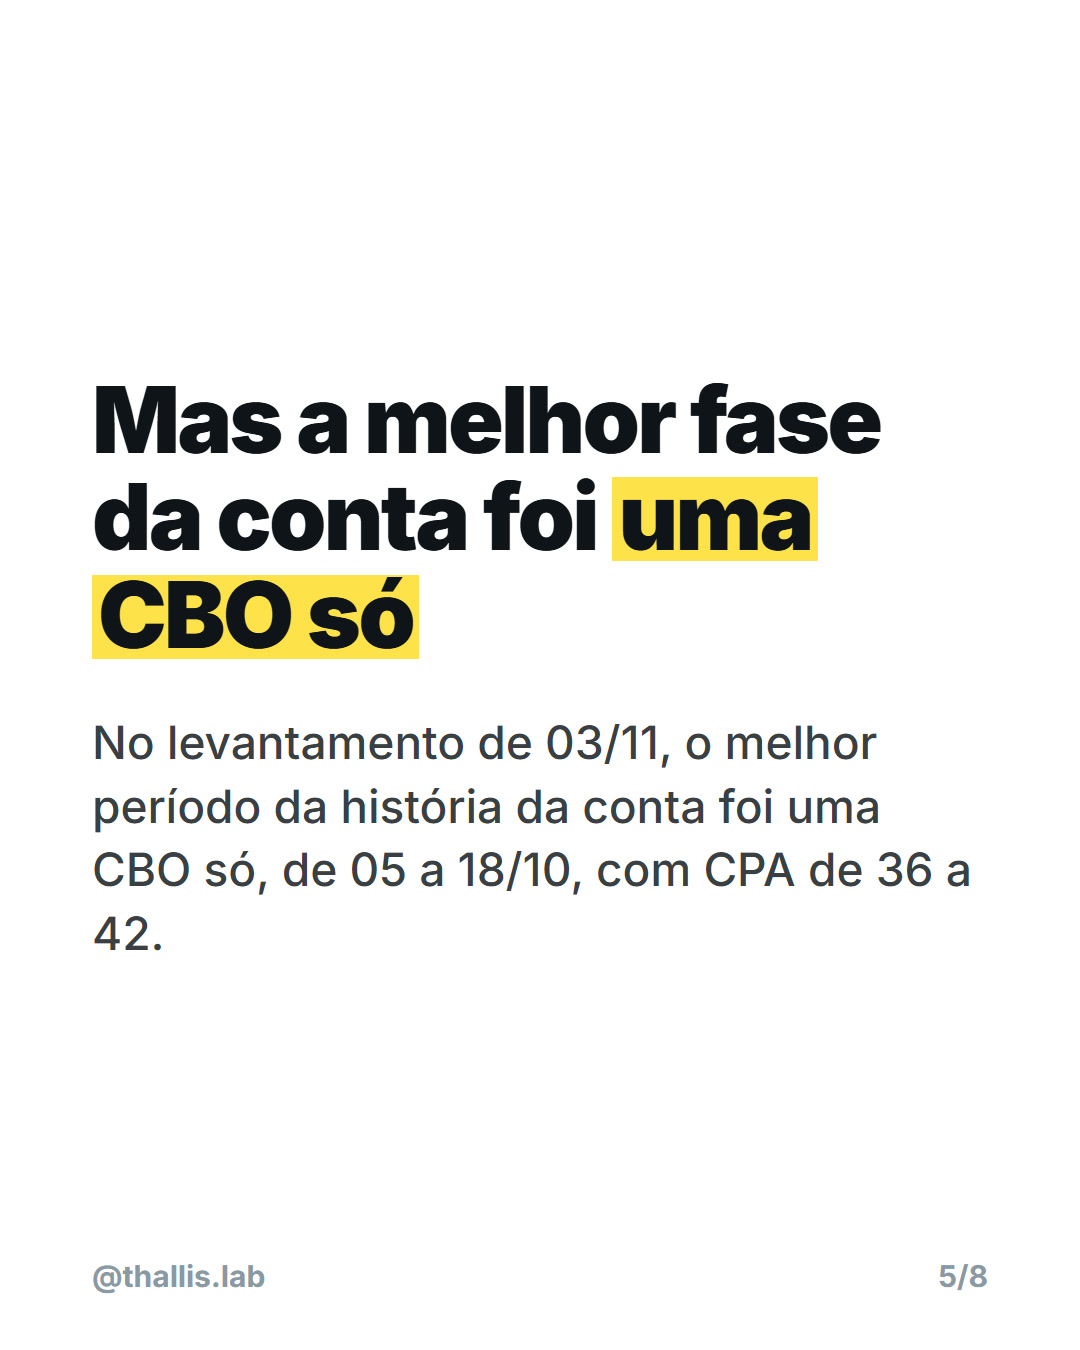 Mas a melhor fase
da conta foi uma
CBO só
No levantamento de 03/11, o melhor
período da história da conta foi uma
CBO só, de 05 a 18/10, com CPA de 36 a
42.
@thallis.lab
5/8